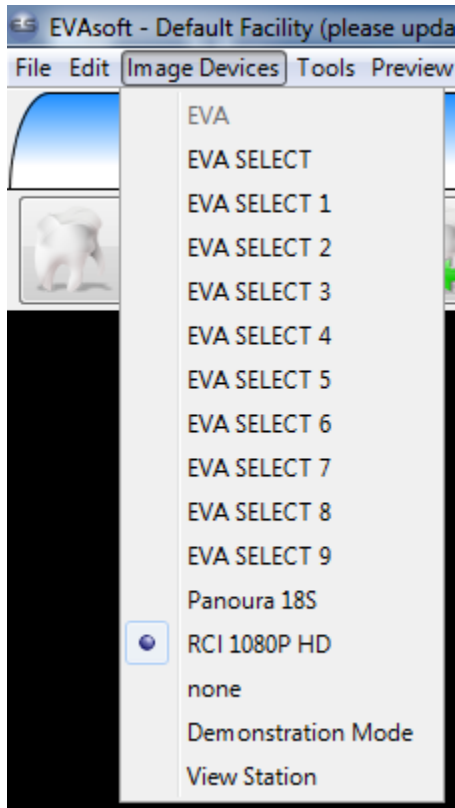 ES EVAsoft - Default Facility (please upda
File Edit Image Devices Tools Preview
EVA
EVA SELECT
EVA SELECT 1
EVA SELECT 2
EVA SELECT 3
EVA SELECT 4
EVA SELECT 5
EVA SELECT 6
EVA SELECT 7
EVA SELECT 8
EVA SELECT 9
Panoura 18S
RCI 1080P HD
none
Demonstration Mode
View Station